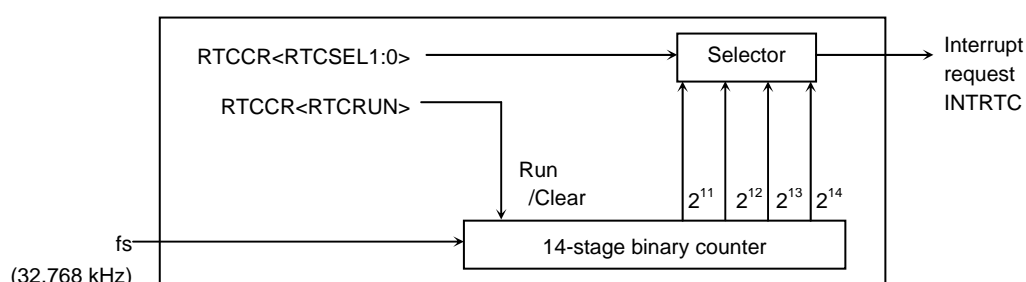 RTCCR<RTCSEL1:0>
Selector
Interrupt
request
INTRTC
RTCCR<RTCRUN>
Run
/Clear
2^11 2^12 2^13 2^14
fs
(32.768 kHz)
14-stage binary counter